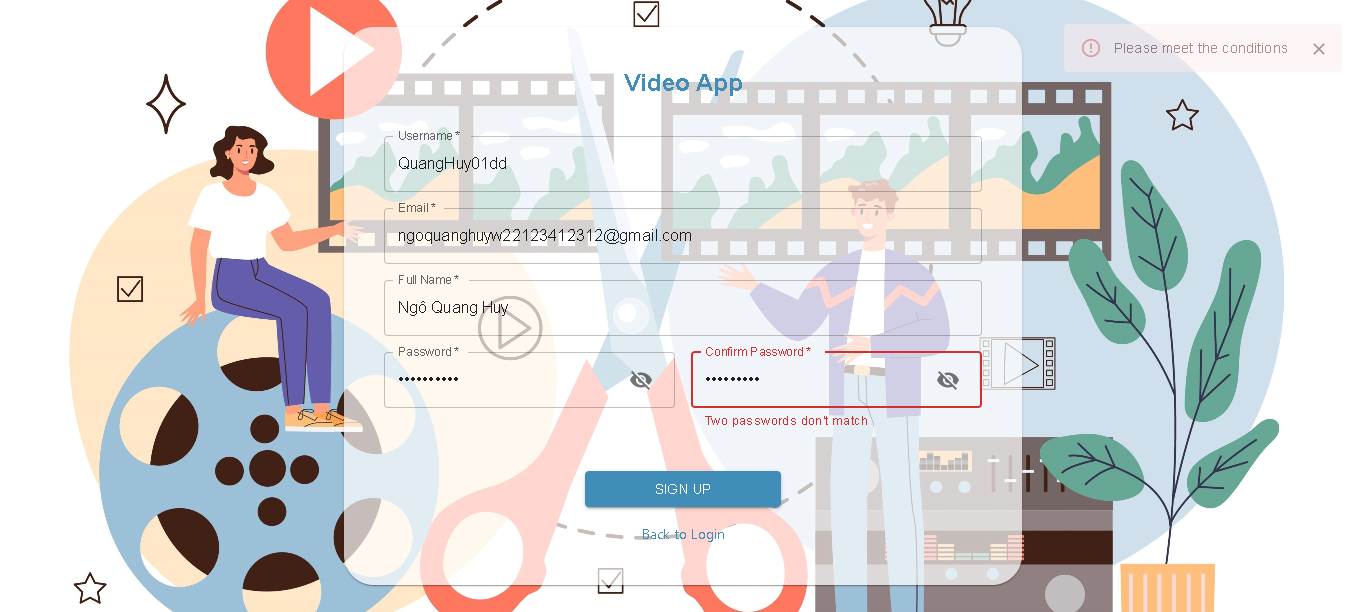 Please meet the conditions
Video App
Username *
QuangHuy01dd
Email *
ngoquanghuyw22123412312@gmail.com
Full Name *
Ngô Quang Huy
Password *
••••••••••
Confirm Password *
•••••••••
Two passwords don't match
SIGN UP
Back to Login